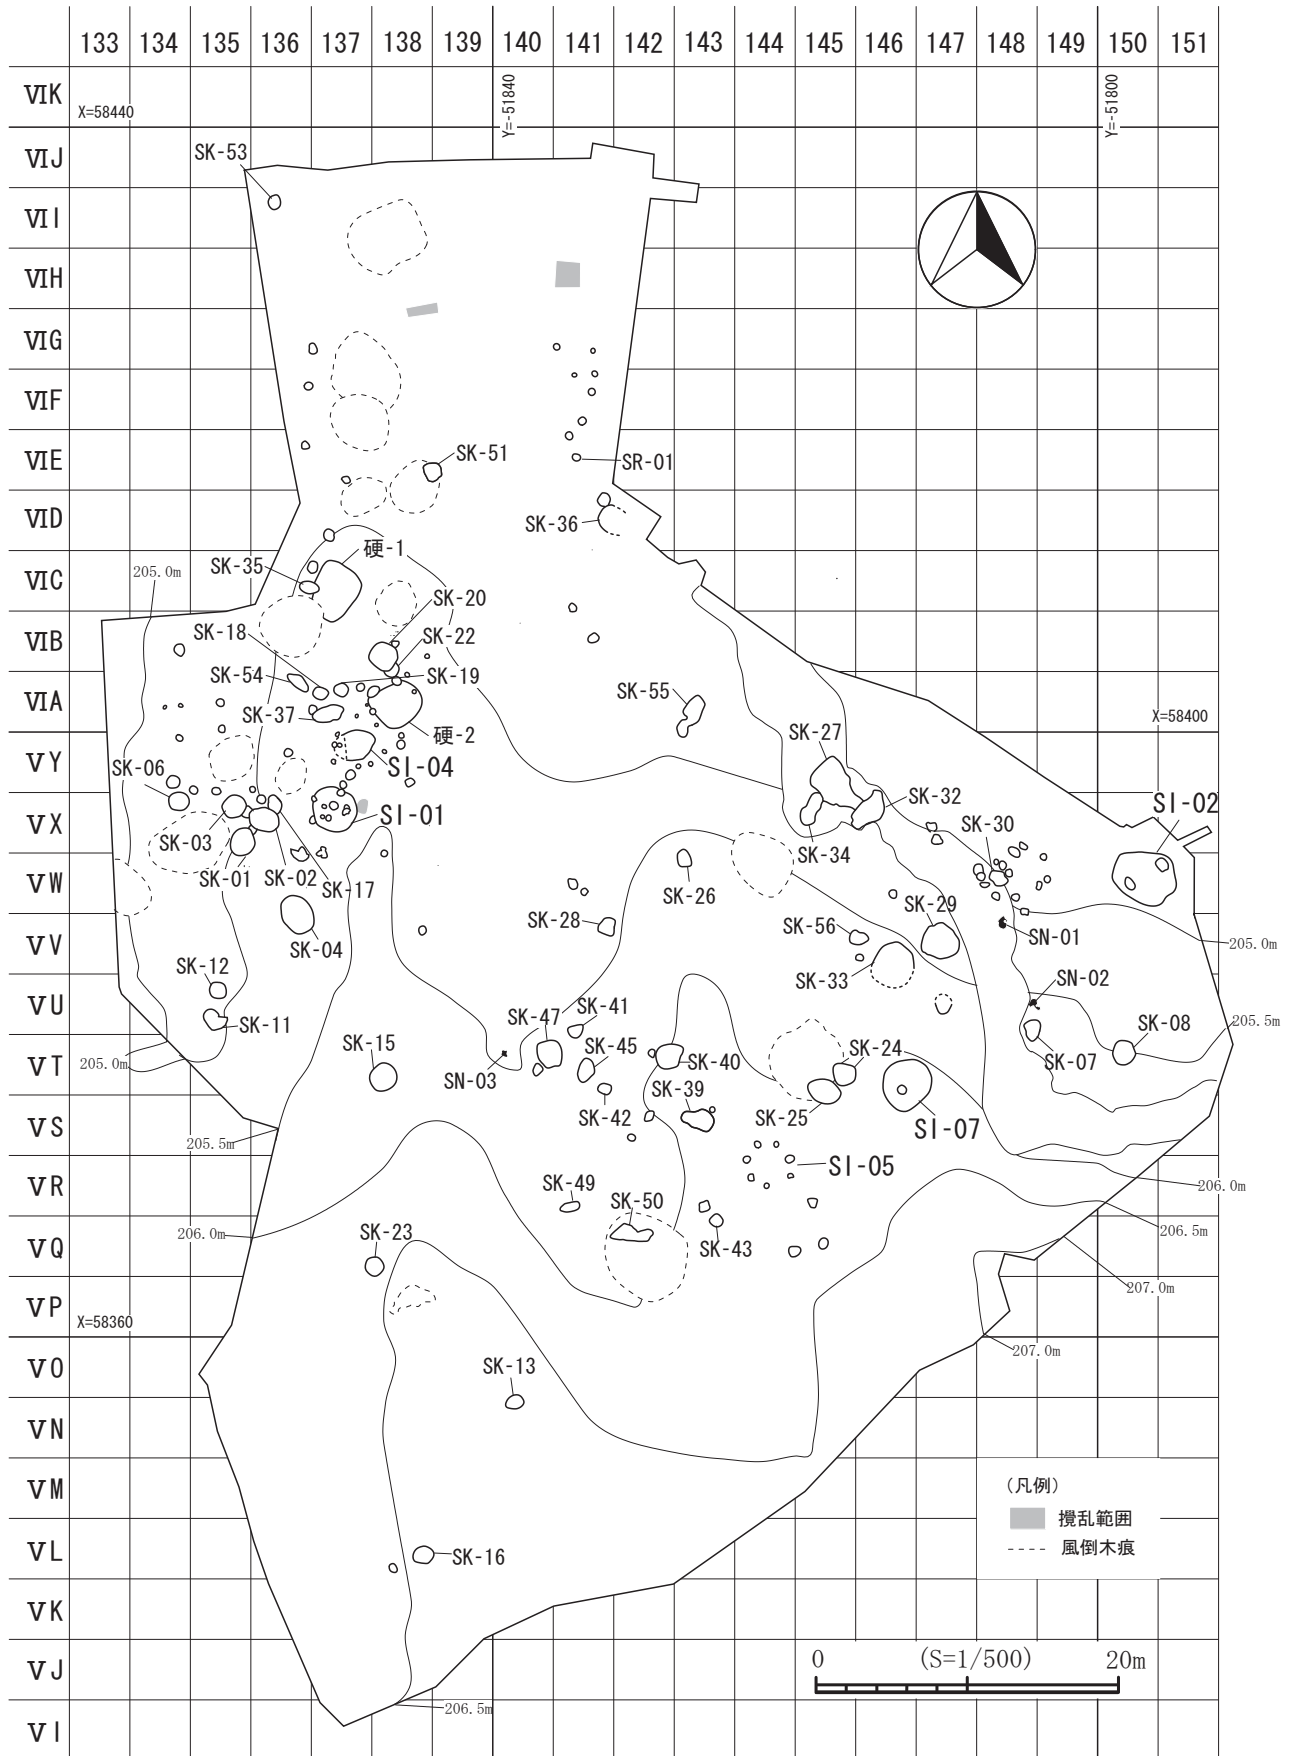 133 134 135 136 137 138 139 140 141 142 143 144 145 146 147 148 149 150 151
Y=-51840
Y=-51800
ⅥK
X=58440
ⅥJ
SK-53
ⅥI
ⅥH
ⅥG
ⅥF
ⅥE
SK-51
SR-01
ⅥD
SK-36
硬-1
ⅥC
SK-35
205.0m
SK-20
ⅥB
SK-18
SK-22
SK-54
SK-19
SK-55
ⅥA
SK-37
X=58400
硬-2
SK-27
ⅤY
SK-06
SI-04
SK-32
SI-02
ⅤX
SI-01
SK-30
SK-03
SK-34
ⅤW
SK-01
SK-02
SK-17
SK-26
SK-29
SK-28
SK-56
SN-01
ⅤV
SK-04
205.0m
SK-12
SK-33
SN-02
ⅤU
SK-11
SK-47
SK-41
SK-08
205.5m
SK-15
SK-45
SK-24
SK-07
ⅤT
205.0m
SN-03
SK-40
SK-39
SK-42
SK-25
ⅤS
SI-07
205.5m
SI-05
ⅤR
SK-49
206.0m
SK-50
206.0m
SK-23
206.5m
ⅤQ
SK-43
207.0m
ⅤP
X=58360
207.0m
ⅤO
SK-13
ⅤN
ⅤM
(凡例)
攪乱範囲
風倒木痕
ⅤL
SK-16
ⅤK
ⅤJ
0 (S=1/500) 20m
206.5m
ⅤI